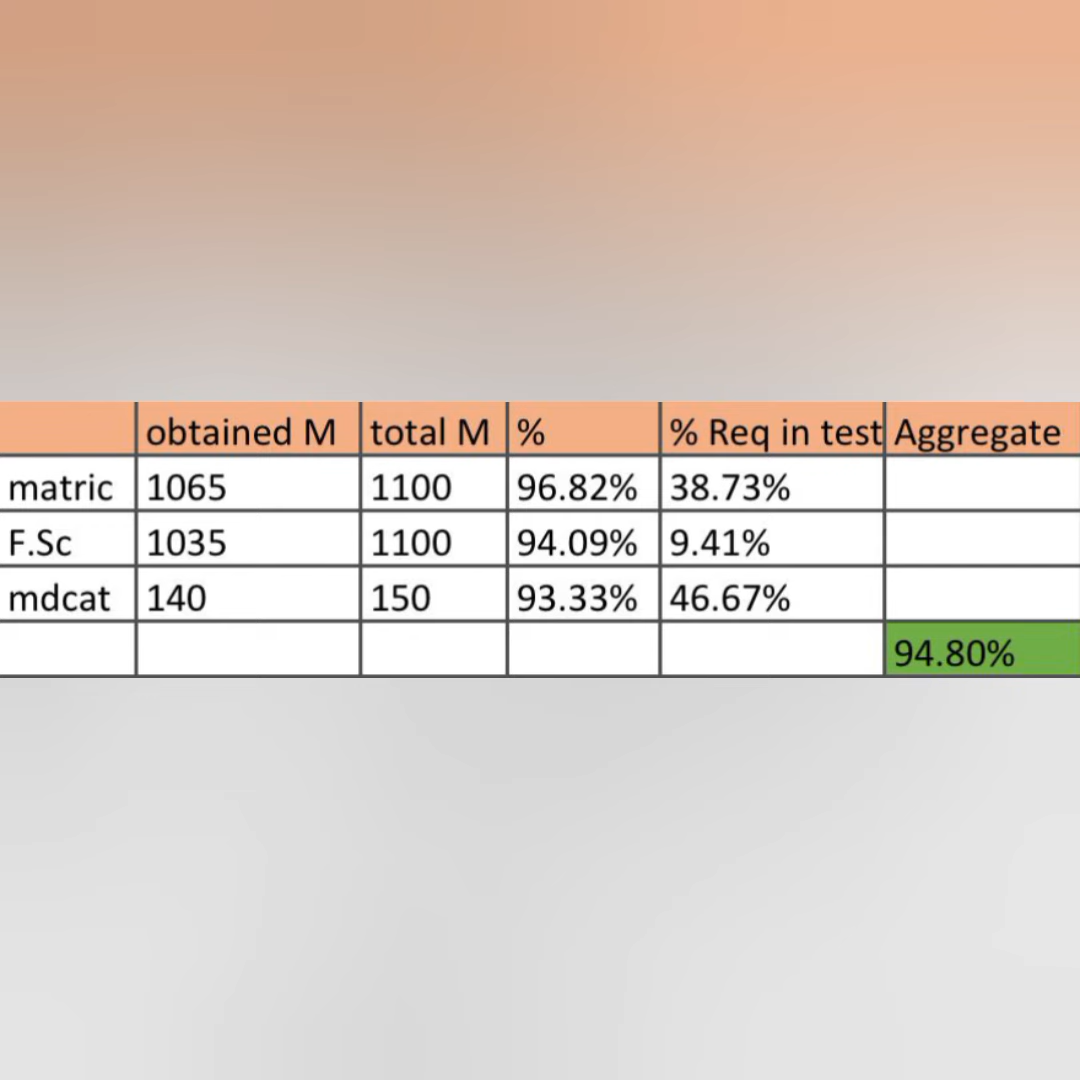 obtained M total M % % Req in test Aggregate
matric 1065 1100 96.82% 38.73%
F.Sc 1035 1100 94.09% 9.41%
mdcat 140 150 93.33% 46.67%
94.80%